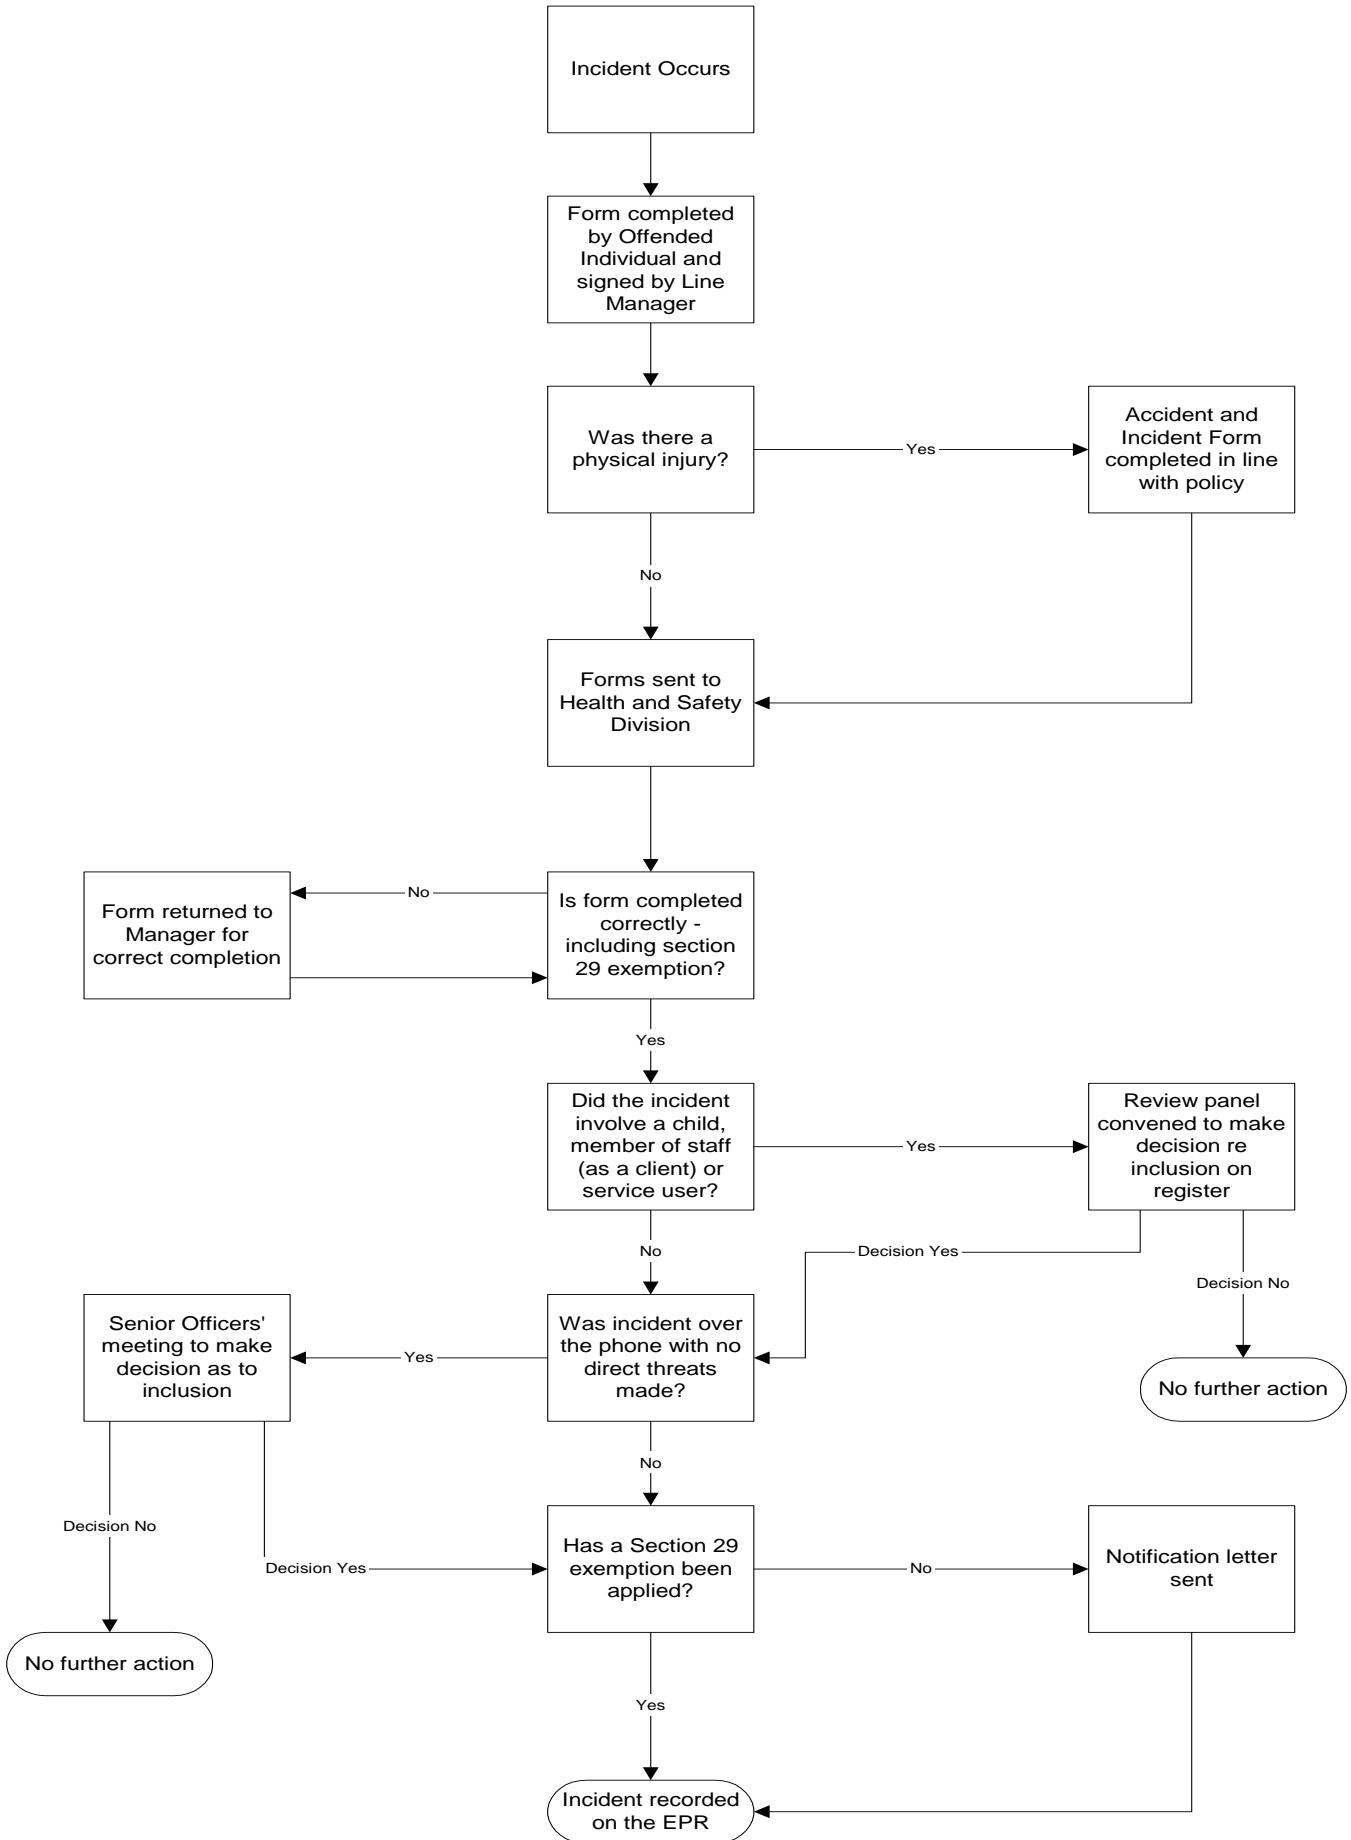 Incident Occurs
Form completed
by Offended
Individual and
signed by Line
Manager
Was there a
physical injury?
Yes
Accident and
Incident Form
completed in line
with policy
No
Forms sent to
Health and Safety
Division
Form returned to
Manager for
correct completion
No
Is form completed
correctly -
including section
29 exemption?
Yes
Did the incident
involve a child,
member of staff
(as a client) or
service user?
Yes
Review panel
convened to make
decision re
inclusion on
register
No
Decision Yes
Decision No
Senior Officers'
meeting to make
decision as to
inclusion
Yes
Was incident over
the phone with no
direct threats
made?
No further action
No
Decision No
Decision Yes
Has a Section 29
exemption been
applied?
No
Notification letter
sent
No further action
Yes
Incident recorded
on the EPR